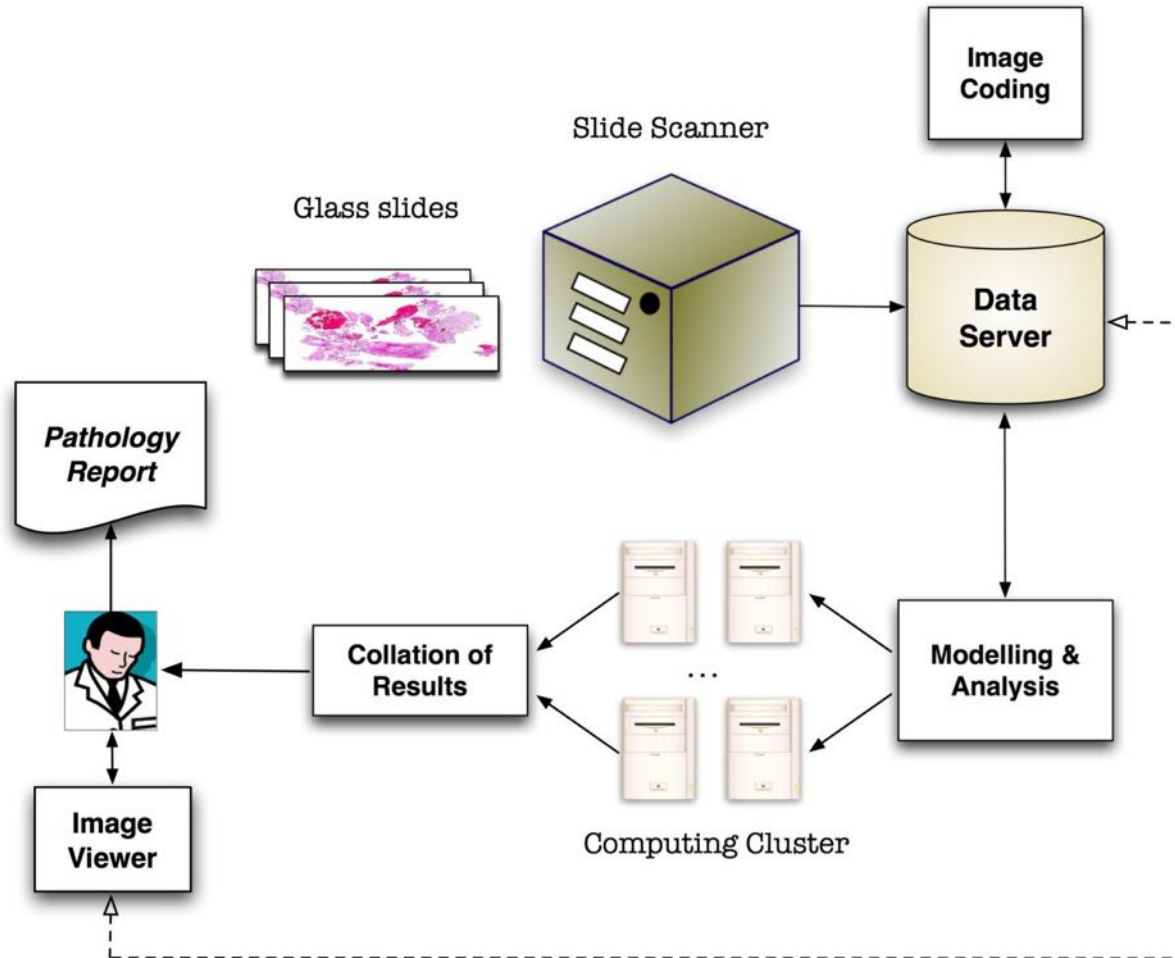 Image
Coding
Slide Scanner
Glass slides
Data
Server
Pathology
Report
Collation of
Results
...
Modelling &
Analysis
Image
Viewer
Computing Cluster